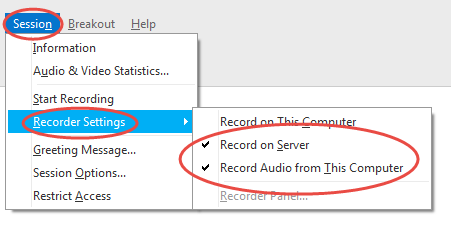 Session Breakout Help
Information
Audio & Video Statistics...
Start Recording
Recorder Settings
Greeting Message...
Session Options...
Restrict Access
Record on This Computer
Record on Server
Record Audio from This Computer
Recorder Panel...